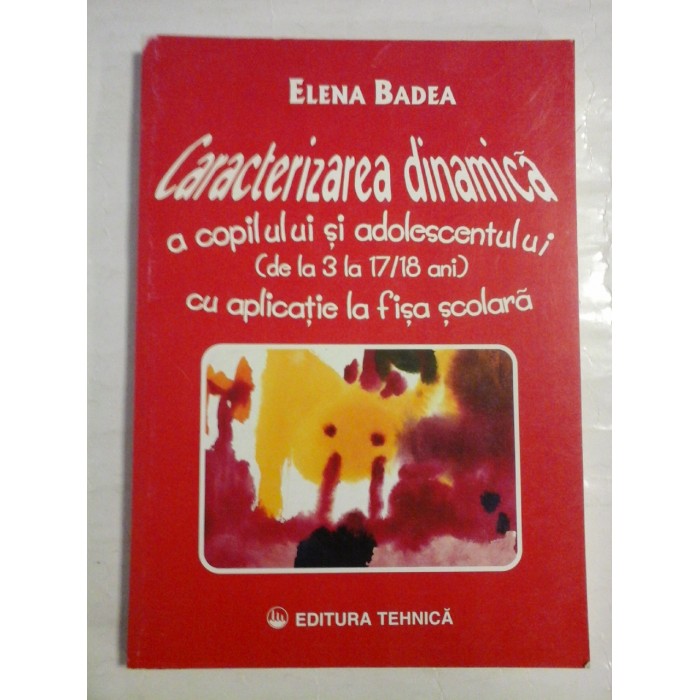 ELENA BADEA
Caracterizarea dinamică
a copilului și adolescentului
(de la 3 la 17/18 ani)
cu aplicație la fișa școlară
EDITURA TEHNICĂ